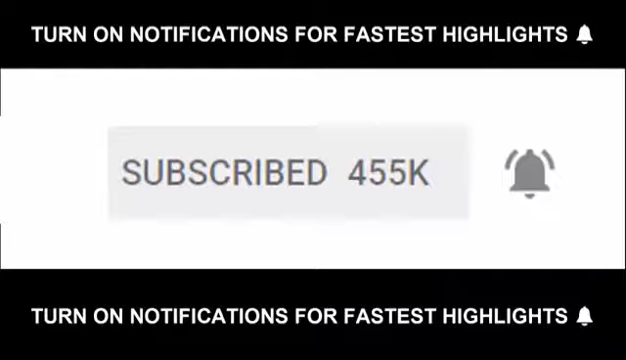 TURN ON NOTIFICATIONS FOR FASTEST HIGHLIGHTS
SUBSCRIBED 455K
TURN ON NOTIFICATIONS FOR FASTEST HIGHLIGHTS